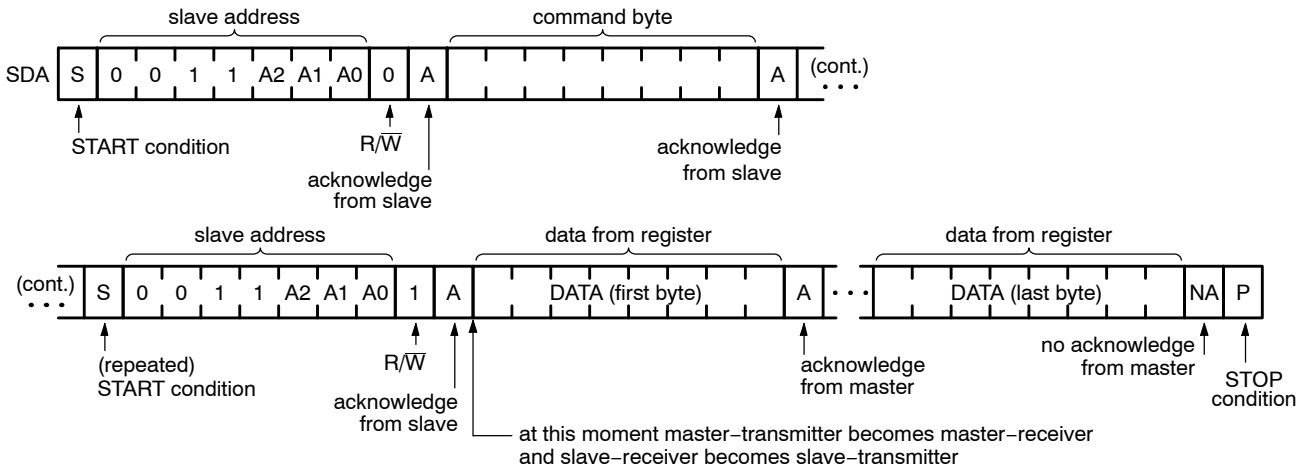 slave address command byte
SDA S 0 0 1 1 A2 A1 A0 0 A A (cont.)
START condition R/W̅ acknowledge
from slave
acknowledge
from slave
slave address data from register data from register
(cont.) S 0 0 1 1 A2 A1 A0 1 A DATA (first byte) A DATA (last byte) NA P
(repeated)
START condition
R/W̅
acknowledge
from slave
acknowledge
from master
no acknowledge
from master
STOP
condition
at this moment master−transmitter becomes master−receiver
and slave−receiver becomes slave−transmitter